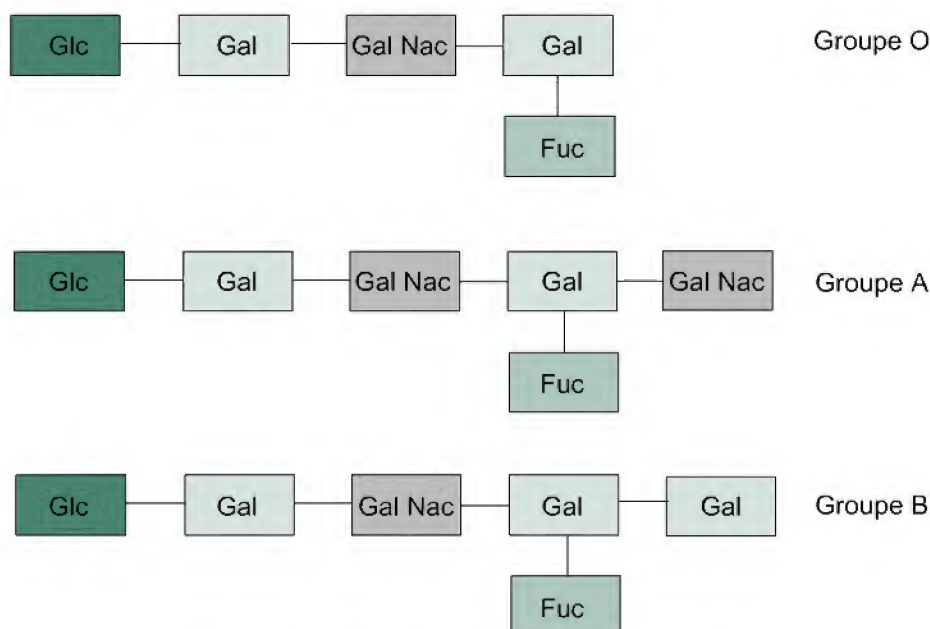 Glc Gal Gal Nac Gal Groupe O
Fuc
Glc Gal Gal Nac Gal Gal Nac Groupe A
Fuc
Glc Gal Gal Nac Gal Gal Groupe B
Fuc